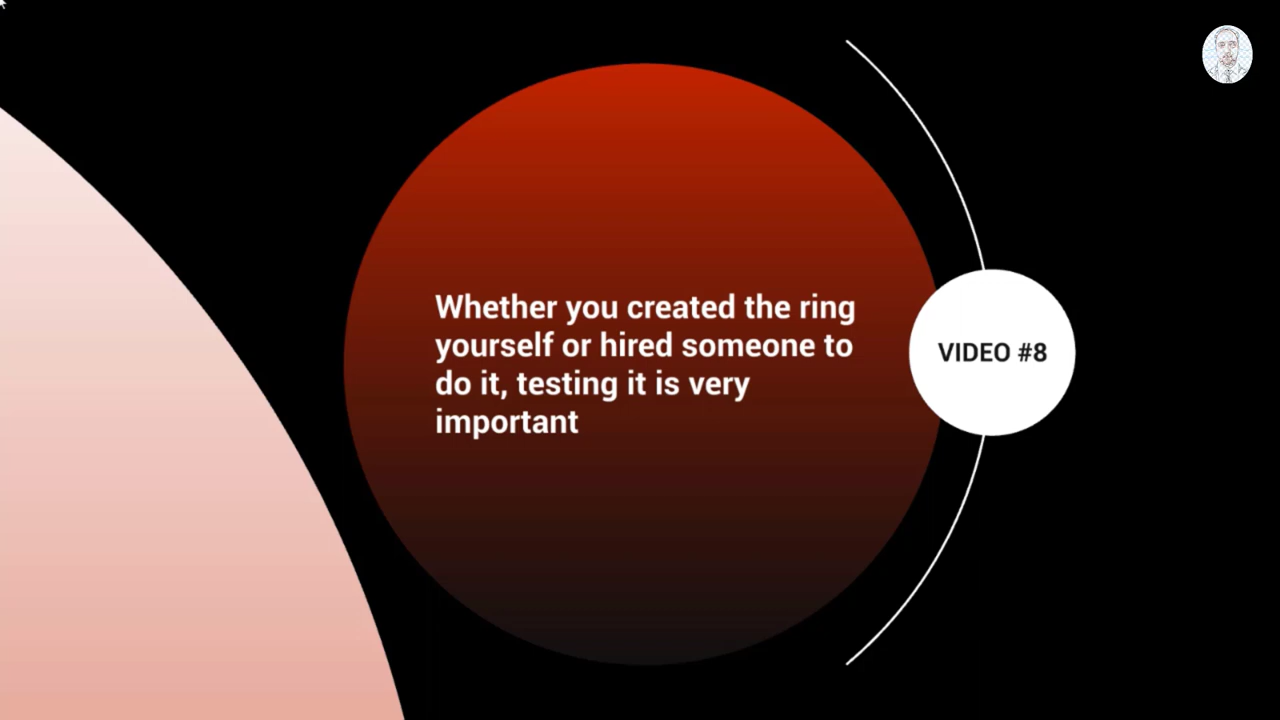 Whether you created the ring
yourself or hired someone to
do it, testing it is very
important
VIDEO #8